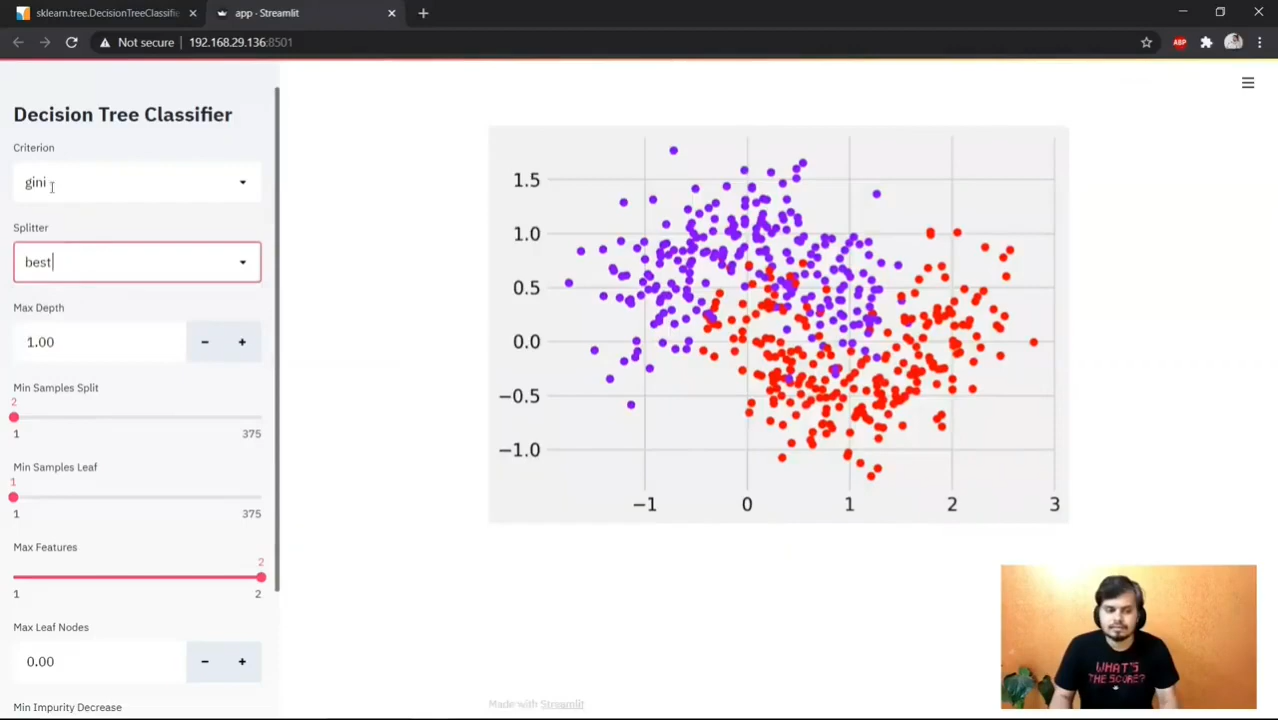 sklearn.tree.DecisionTreeClassifi
app · Streamlit
Not secure
192.168.29.136:8501
ABP
Decision Tree Classifier
Criterion
gini
Splitter
best
Max Depth
1.00
- +
Min Samples Split
2
1 375
Min Samples Leaf
1
1 375
Max Features
2
1 2
Max Leaf Nodes
0.00
- +
Min Impurity Decrease
1.5
1.0
0.5
0.0
−0.5
−1.0
−1 0 1 2 3
Made with Streamlit
WHAT'S
THE SCORE?